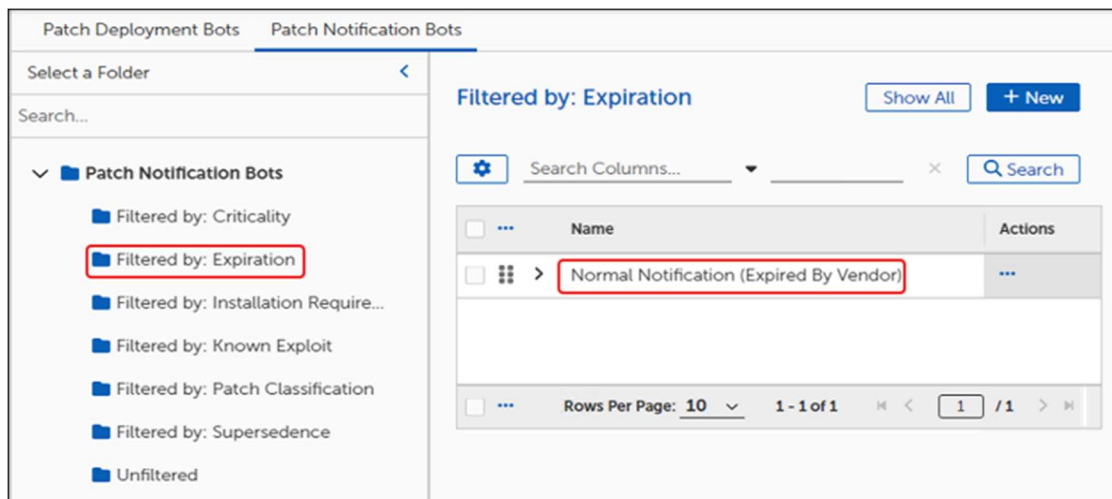 Patch Deployment Bots Patch Notification Bots
Select a Folder
Search...
Patch Notification Bots
Filtered by: Criticality
Filtered by: Expiration
Filtered by: Installation Require...
Filtered by: Known Exploit
Filtered by: Patch Classification
Filtered by: Supersedence
Unfiltered
Filtered by: Expiration
Show All + New
Search Columns... Search
Name Actions
Normal Notification (Expired By Vendor)
Rows Per Page: 10 1 - 1 of 1 1 / 1